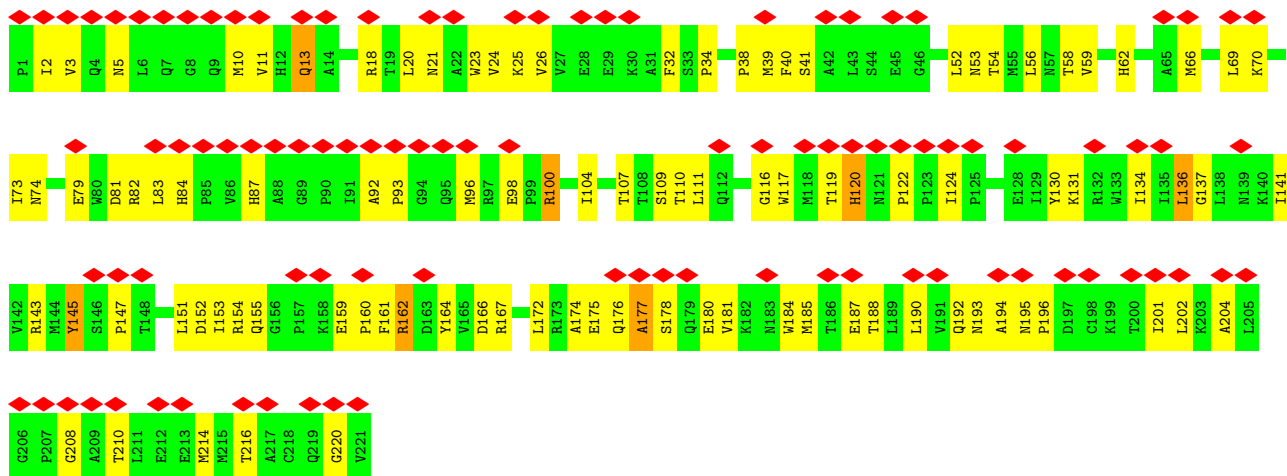 P1 I2 V3 Q4 N5 L6 Q7 G8 Q9 M10 V11 H12 Q13 A14 R18 T19 L20 N21 A22 W23 V24 K25 V26 V27 E28 E29 K30 A31 F32 S33 P34 P38 M39 F40 S41 A42 L43 S44 E45 G46 L52 N53 T54 M55 L56 N57 T58 V59 H62 A65 M66 L69 K70
I73 N74 E79 W80 D81 R82 L83 H84 P85 V86 H87 A88 G89 P90 I91 A92 P93 G94 Q95 M96 R97 E98 P99 R100 I104 T107 T108 S109 T110 L111 Q112 G116 W117 M118 T119 H120 N121 P122 P123 I124 P125 E128 I129 Y130 K131 R132 W133 I134 I135 L136 G137 L138 N139 K140 I141
V142 R143 M144 Y145 S146 P147 T148 L151 D152 I153 R154 Q155 G156 P157 K158 E159 P160 F161 R162 D163 Y164 V165 D166 R167 L172 R173 A174 E175 Q176 A177 S178 Q179 E180 V181 K182 N183 W184 M185 T186 E187 T188 L189 L190 V191 Q192 N193 A194 N195 P196 D197 C198 K199 T200 I201 L202 K203 A204 L205
G206 P207 G208 A209 T210 L211 E212 E213 M214 M215 T216 A217 C218 Q219 G220 V221